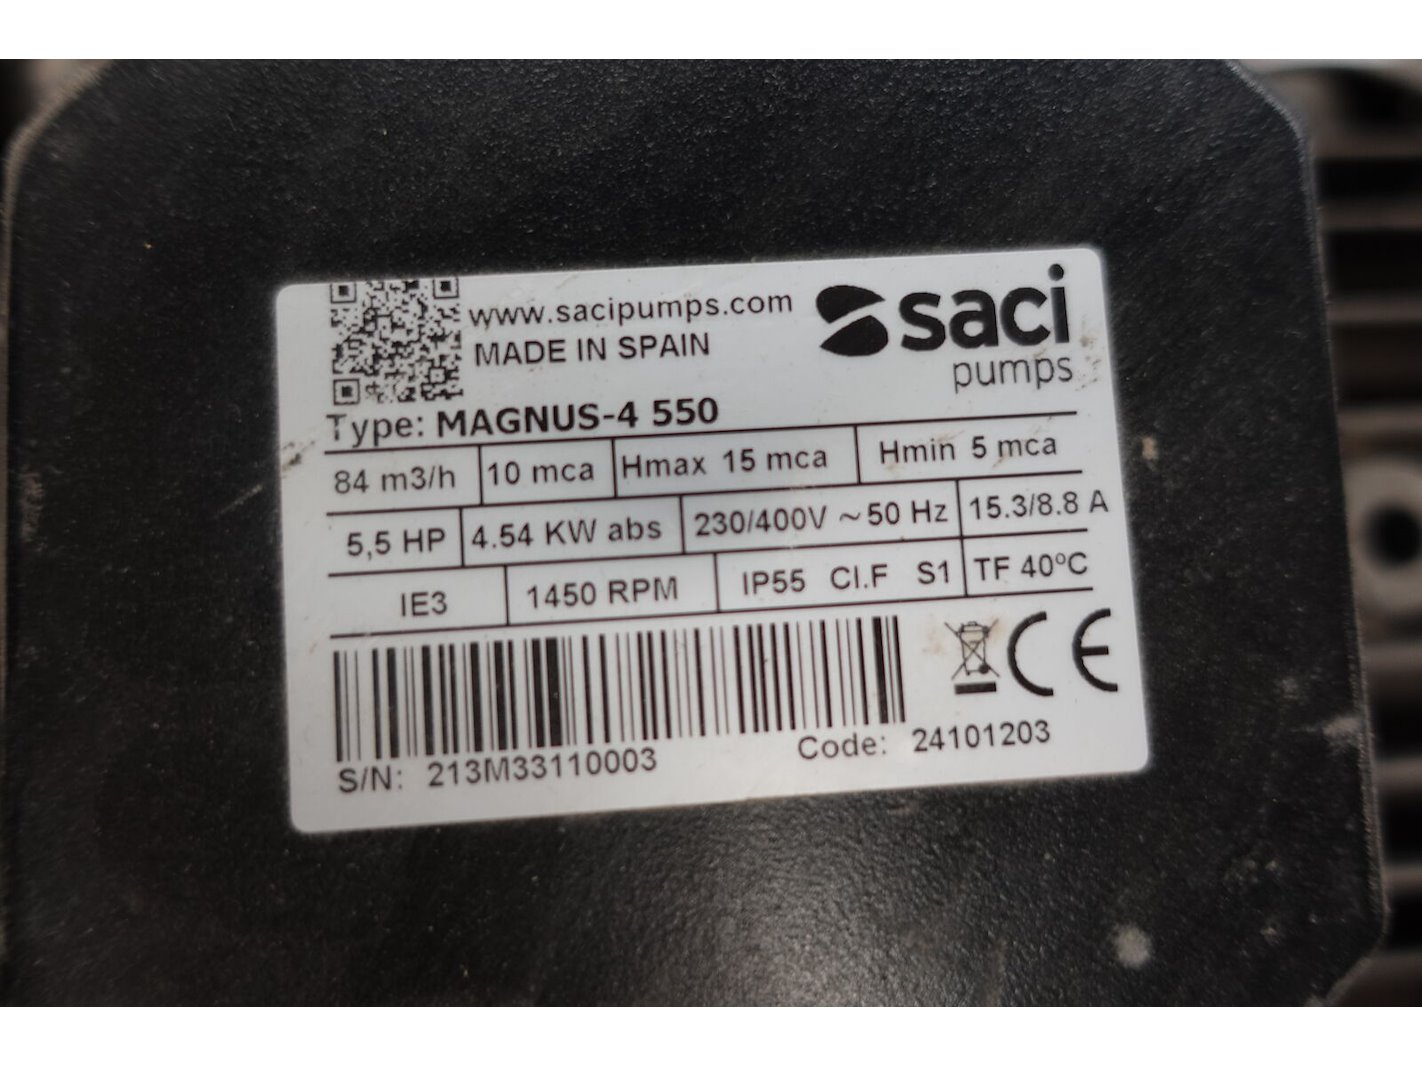 www.sacipumps.com
MADE IN SPAIN
saci
pumps
Type: MAGNUS-4 550
84 m3/h 10 mca Hmax 15 mca Hmin 5 mca
5,5 HP 4.54 KW abs 230/400V ~50 Hz 15.3/8.8 A
IE3 1450 RPM IP55 Cl.F S1 TF 40ºC
CE
S/N: 213M33110003 Code: 24101203